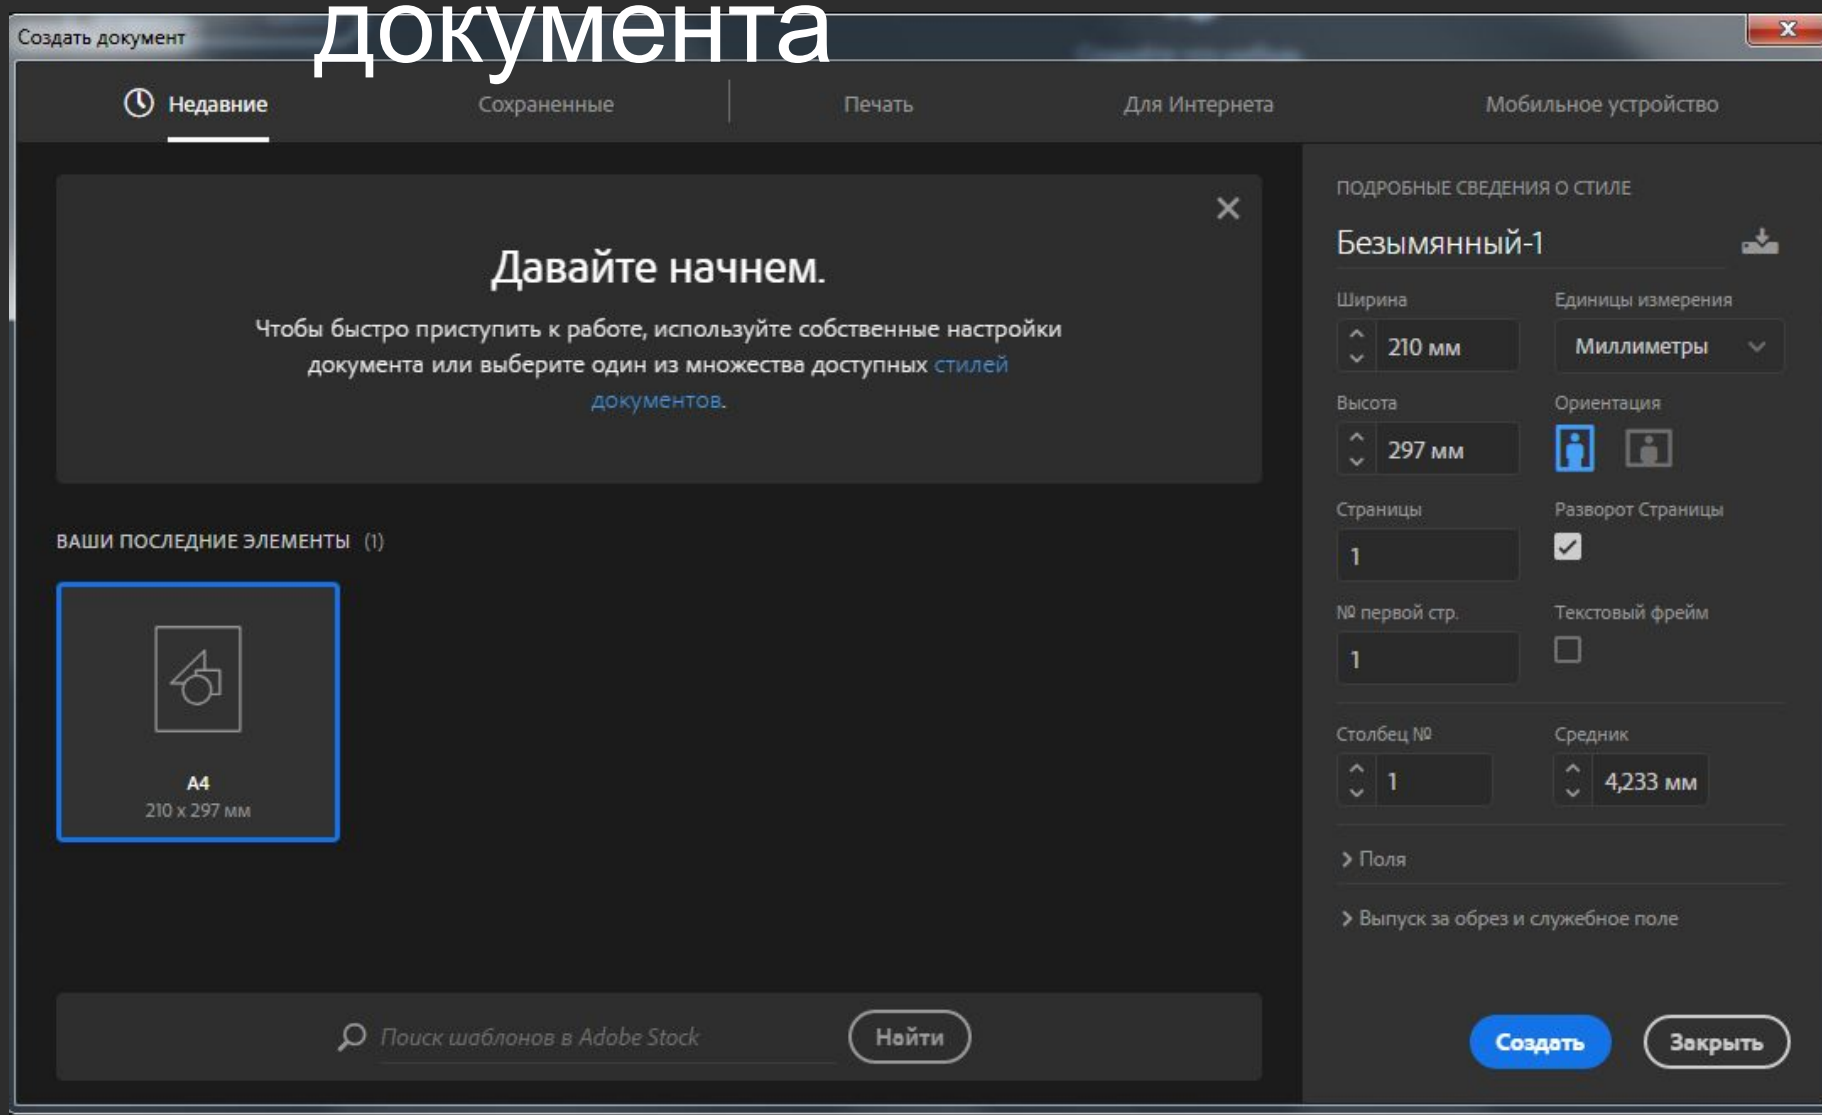 документа
Создать документ
Недавние
Сохраненные
Печать
Для Интернета
Мобильное устройство
Давайте начнем.
Чтобы быстро приступить к работе, используйте собственные настройки
документа или выберите один из множества доступных стилей
документов.
ВАШИ ПОСЛЕДНИЕ ЭЛЕМЕНТЫ (1)
A4
210 x 297 мм
Поиск шаблонов в Adobe Stock
Найти
ПОДРОБНЫЕ СВЕДЕНИЯ О СТИЛЕ
Безымянный-1
Ширина
Единицы измерения
210 мм
Миллиметры
Высота
Ориентация
297 мм
Страницы
Разворот Страницы
1
№ первой стр.
Текстовый фрейм
1
Столбец №
Средник
1
4,233 мм
Поля
Выпуск за обрез и служебное поле
Создать
Закрыть